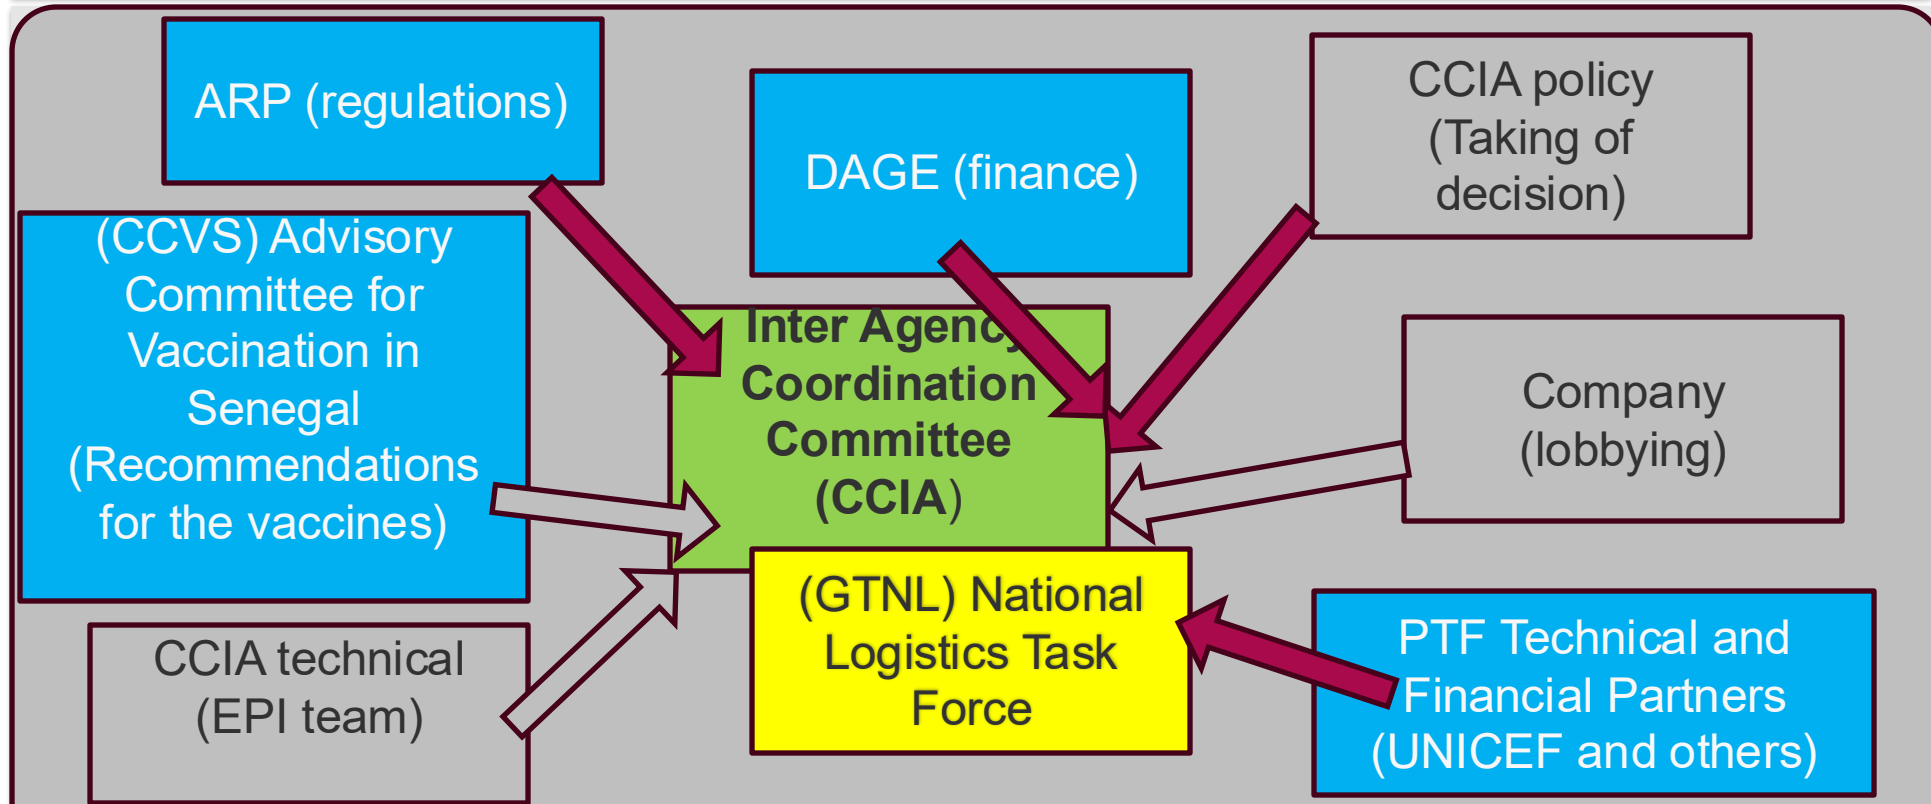 ARP (regulations)
DAGE (finance)
CCIA policy
(Taking of
decision)
(CCVS) Advisory
Committee for
Vaccination in
Senegal
(Recommendations
for the vaccines)
Inter Agency
Coordination
Committee
(CCIA)
Company
(lobbying)
CCIA technical
(EPI team)
(GTNL) National
Logistics Task
Force
PTF Technical and
Financial Partners
(UNICEF and others)